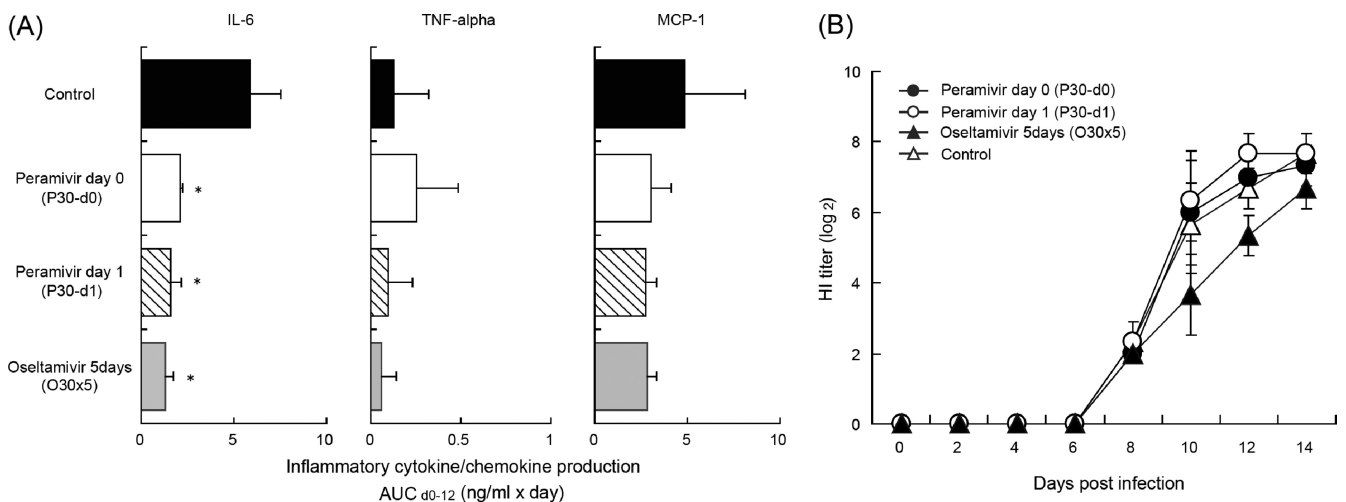 (A)
IL-6
TNF-alpha
MCP-1
Control
Peramivir day 0
(P30-d0)
*
Peramivir day 1
(P30-d1)
*
Oseltamivir 5days
(O30x5)
*
0 5 10
0 0.5 1
0 5 10
Inflammatory cytokine/chemokine production
AUC d0-12 (ng/ml x day)
(B)
Peramivir day 0 (P30-d0)
Peramivir day 1 (P30-d1)
Oseltamivir 5days (O30x5)
Control
HI titer (log 2)
10
8
6
4
2
0
0 2 4 6 8 10 12 14
Days post infection